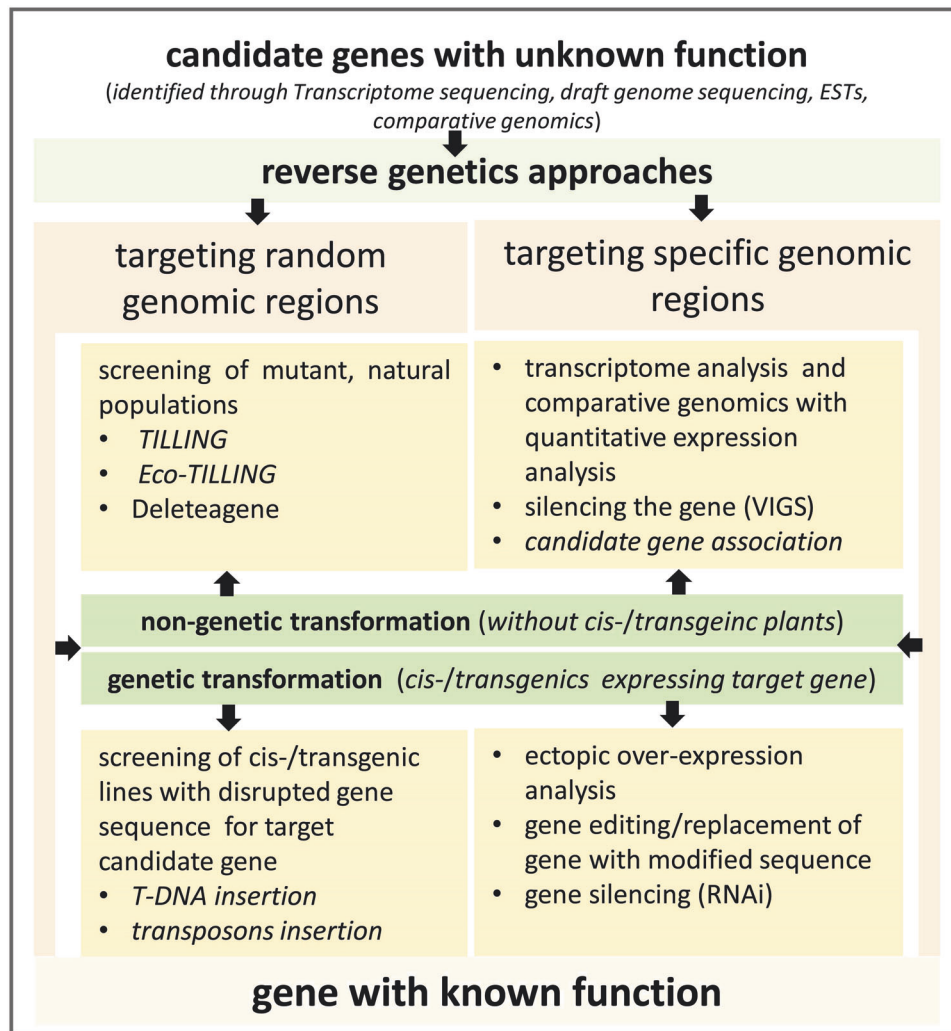 candidate genes with unknown function
(identified through Transcriptome sequencing, draft genome sequencing, ESTs,
comparative genomics)
reverse genetics approaches
targeting random
genomic regions
targeting specific genomic
regions
screening of mutant, natural
populations
• TILLING
• Eco-TILLING
• Deleteagene
• transcriptome analysis and
comparative genomics with
quantitative expression
analysis
• silencing the gene (VIGS)
• candidate gene association
non-genetic transformation (without cis-/transgeinc plants)
genetic transformation (cis-/transgenics expressing target gene)
screening of cis-/transgenic
lines with disrupted gene
sequence for target
candidate gene
• T-DNA insertion
• transposons insertion
• ectopic over-expression
analysis
• gene editing/replacement of
gene with modified sequence
• gene silencing (RNAi)
gene with known function